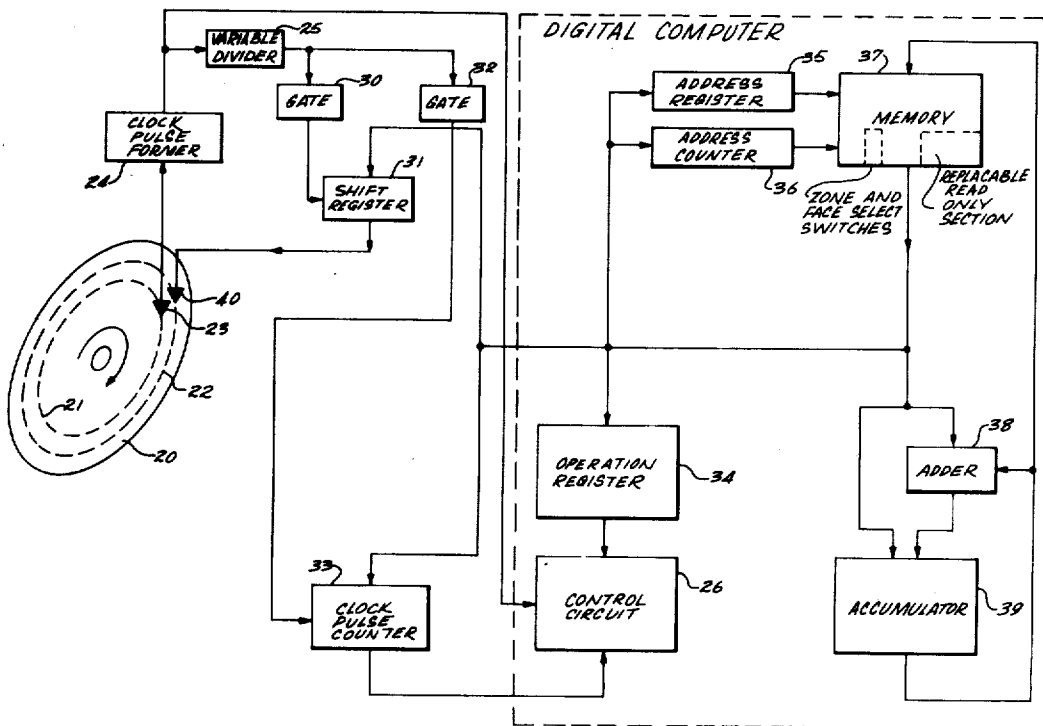 DIGITAL COMPUTER
25
VARIABLE
DIVIDER
30
GATE
32
GATE
CLOCK
PULSE
FORMER
24
31
SHIFT
REGISTER
40
23
22
21
20
35
ADDRESS
REGISTER
ADDRESS
COUNTER
36
37
MEMORY
ZONE AND
FACE SELECT
SWITCHES
REPLACABLE
READ
ONLY
SECTION
OPERATION
REGISTER
34
38
ADDER
33
CLOCK
PULSE
COUNTER
CONTROL
CIRCUIT
26
ACCUMULATOR
39